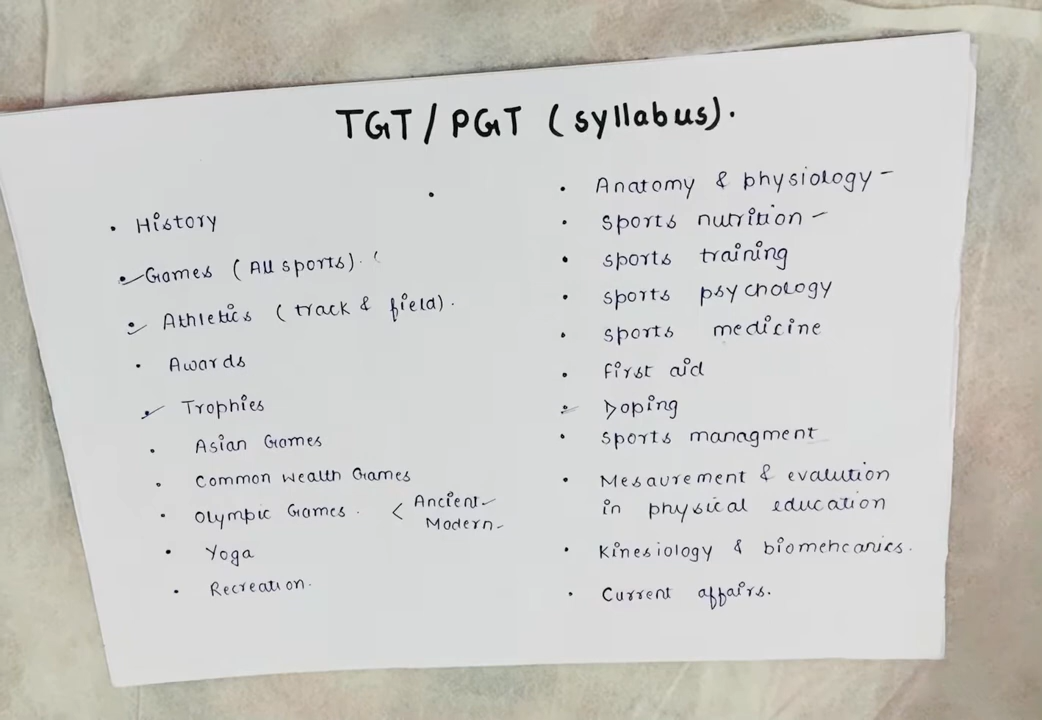 TGT / PGT (syllabus).
• History
• Games (All sports). (
• Athletics (track & field).
• Awards
• Trophies
• Asian Games
• Common wealth Games
• Olympic Games. < Ancient-
Modern-
• Yoga
• Recreation.
• Anatomy & physiology -
• sports nutrition -
• sports training
• sports psychology
• sports medicine
• first aid
• Doping
• sports managment
• Mesaurement & evalution
in physical education
• Kinesiology & biomehcanics.
• Current affairs.